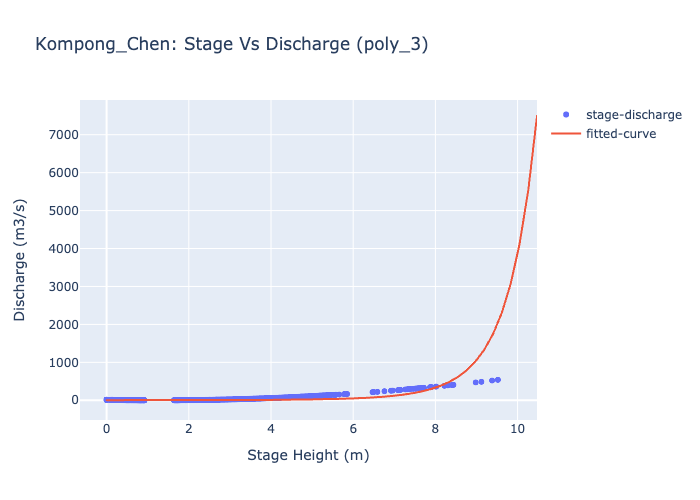 Kompong_Chen: Stage Vs Discharge (poly_3)
stage-discharge
fitted-curve
7000
6000
5000
4000
3000
2000
1000
0
Discharge (m3/s)
0
2
4
6
8
10
Stage Height (m)